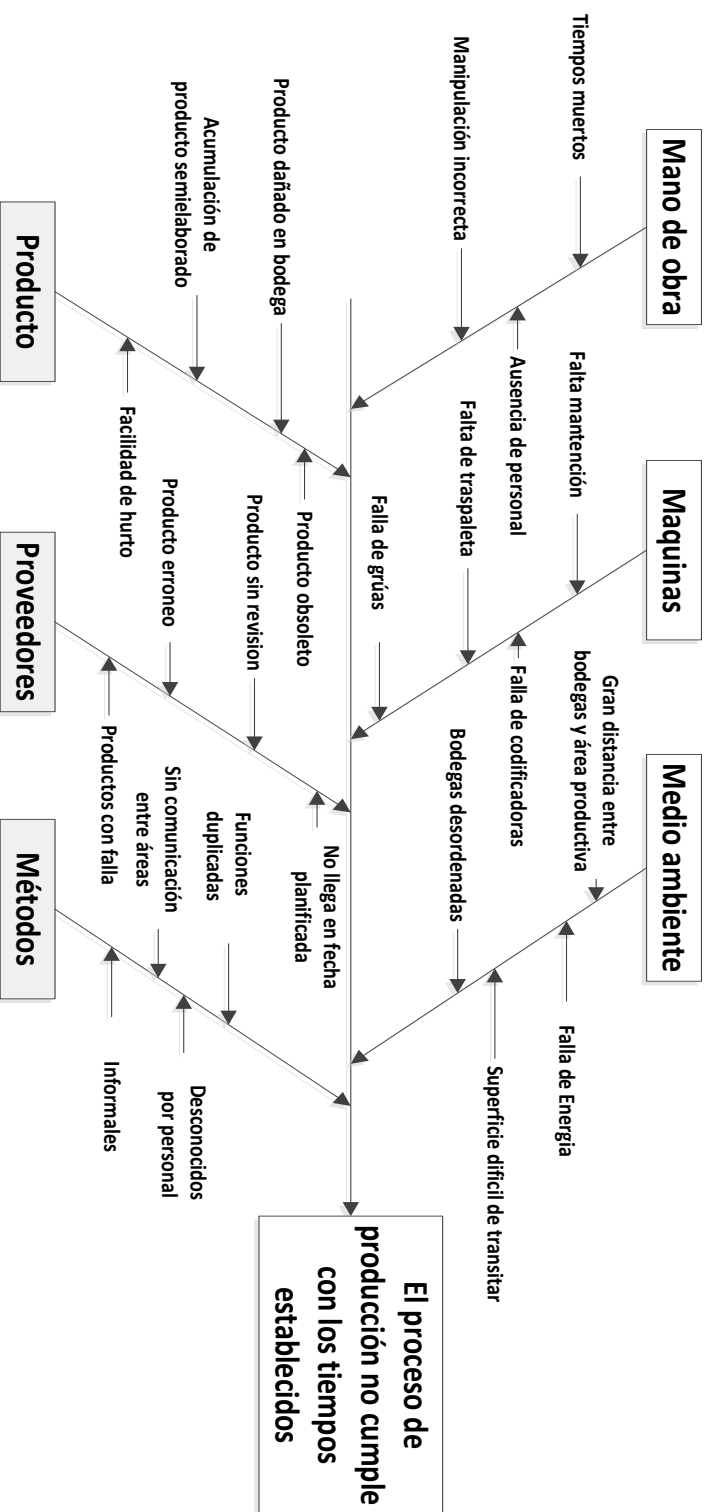 Mano de obra
Tiempos muertos
Manipulación incorrecta
Ausencia de personal
Maquinas
Falta mantención
Falta de traspaleta
Falla de grúas
Falla de codificadoras
Medio ambiente
Gran distancia entre
bodegas y área productiva
Bodegas desordenadas
Falla de Energia
Superficie dificil de transitar
El proceso de
producción no cumple
con los tiempos
establecidos
Producto
Producto dañado en bodega
Acumulación de
producto semielaborado
Producto obsoleto
Facilidad de hurto
Proveedores
Producto sin revision
Producto erroneo
No llega en fecha
planificada
Productos con falla
Métodos
Funciones
duplicadas
Sin comunicación
entre áreas
Desconocidos
por personal
Informales